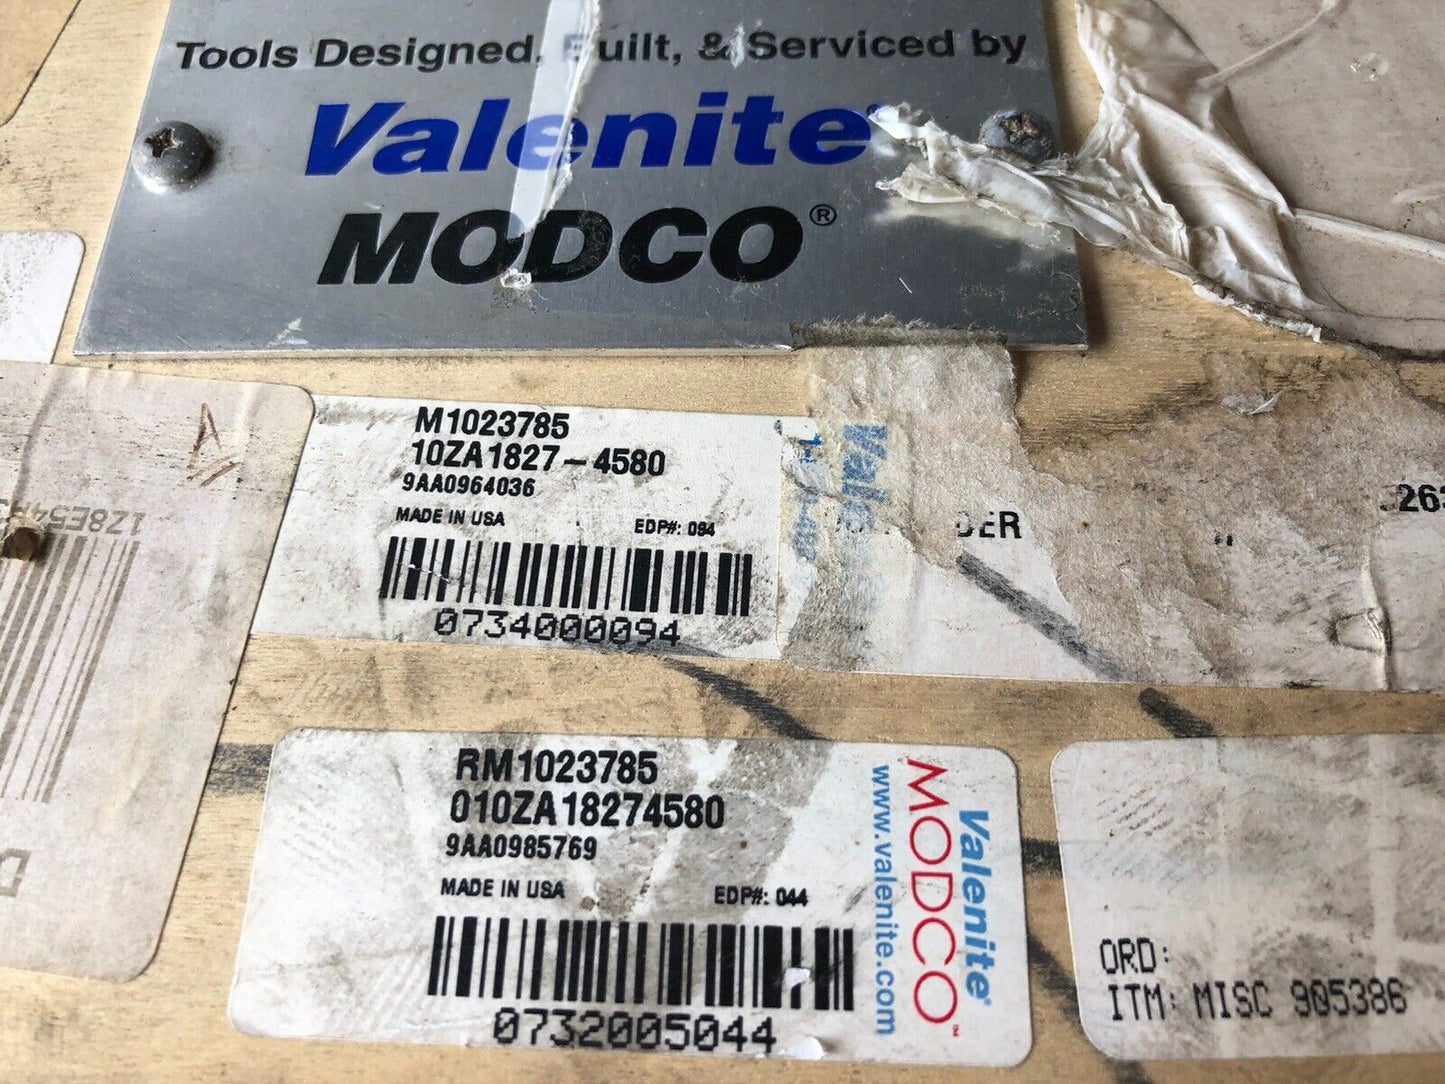 Tools Designed, Built, & Serviced by
Valenite®
MODCO®
M1023785
10ZA1827-4580
9AA0964036
MADE IN USA
EDP#: 094
0734000094
RM1023785
010ZA18274580
9AA0985769
MADE IN USA
EDP#: 044
0732005044
Valenite®
MODCO™
www.valenite.com
ORD:
ITM: MISC 905386